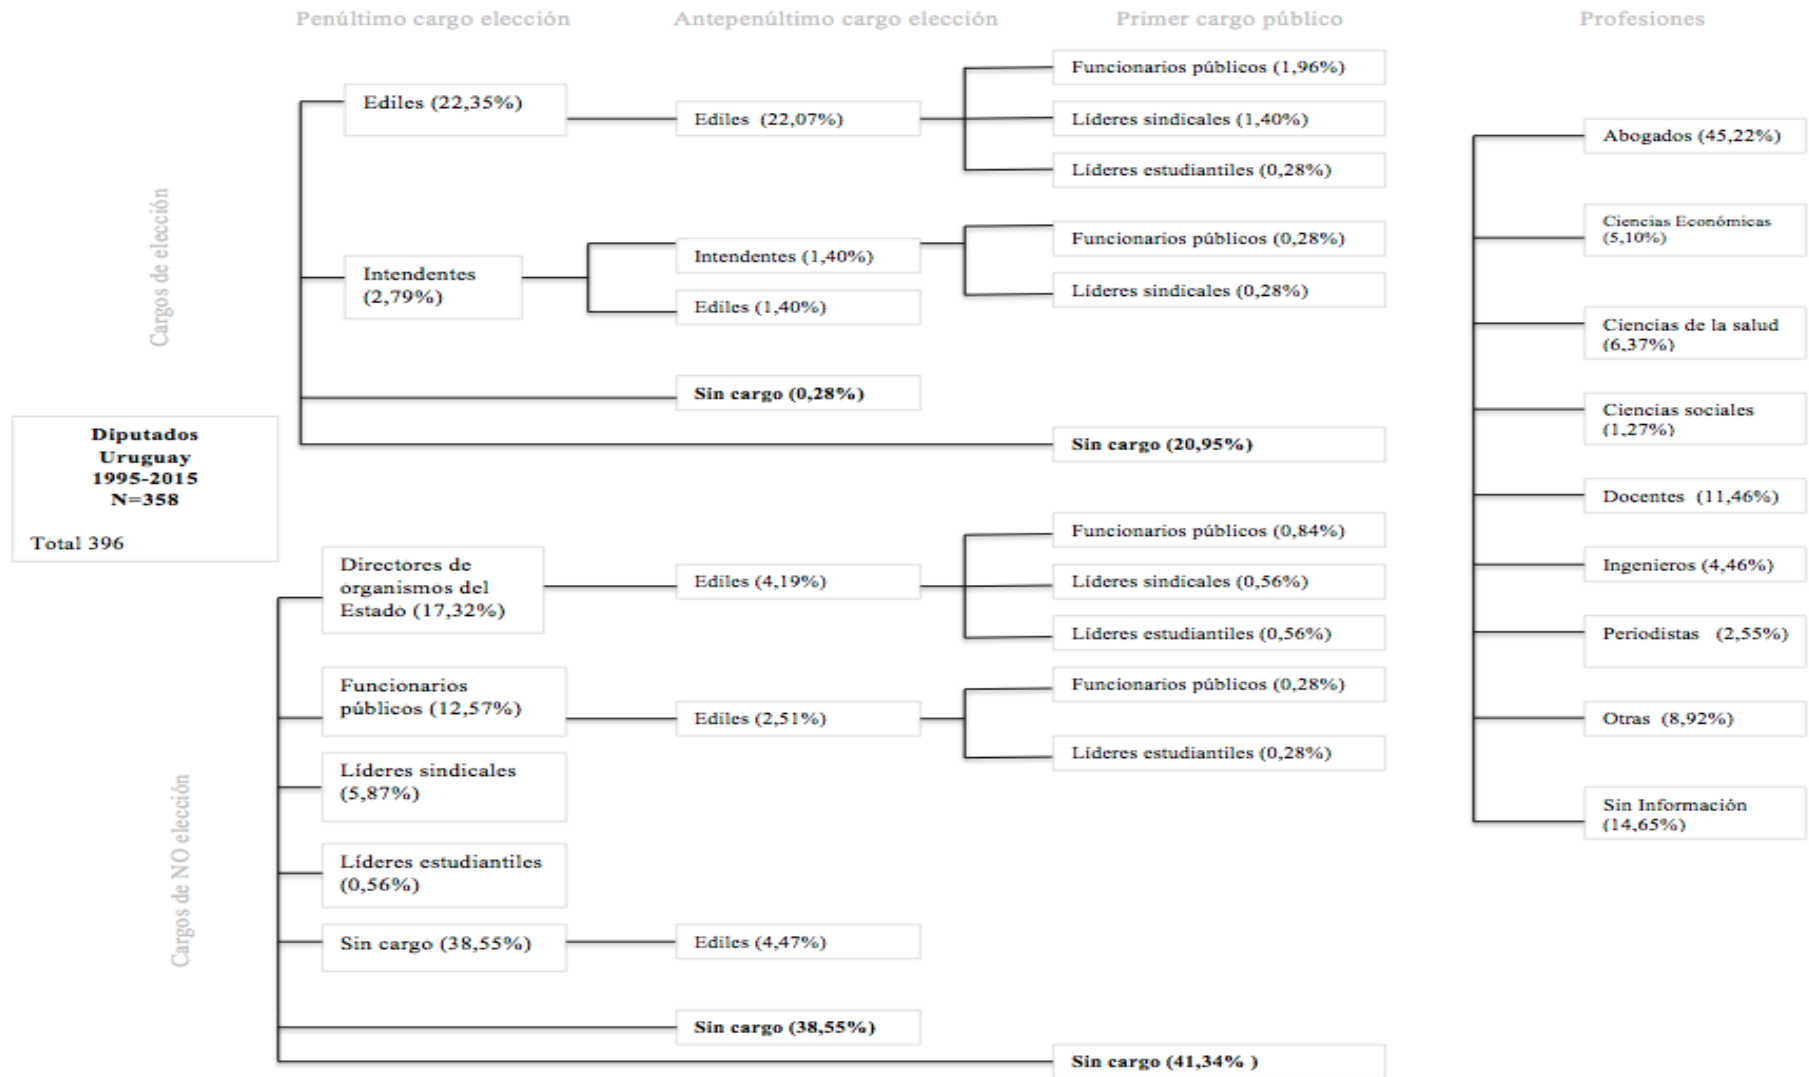 Penúltimo cargo elección
Antepenúltimo cargo elección
Primer cargo público
Profesiones
Cargos de elección
Ediles (22,35%)
Ediles (22,07%)
Funcionarios públicos (1,96%)
Líderes sindicales (1,40%)
Líderes estudiantiles (0,28%)
Intendentes
(2,79%)
Intendentes (1,40%)
Ediles (1,40%)
Funcionarios públicos (0,28%)
Líderes sindicales (0,28%)
Sin cargo (0,28%)
Sin cargo (20,95%)
Diputados
Uruguay
1995-2015
N=358
Total 396
Cargos de NO elección
Directores de
organismos del
Estado (17,32%)
Ediles (4,19%)
Funcionarios públicos (0,84%)
Líderes sindicales (0,56%)
Líderes estudiantiles (0,56%)
Funcionarios
públicos (12,57%)
Ediles (2,51%)
Funcionarios públicos (0,28%)
Líderes estudiantiles (0,28%)
Líderes sindicales
(5,87%)
Líderes estudiantiles
(0,56%)
Sin cargo (38,55%)
Ediles (4,47%)
Sin cargo (38,55%)
Sin cargo (41,34% )
Abogados (45,22%)
Ciencias Económicas
(5,10%)
Ciencias de la salud
(6,37%)
Ciencias sociales
(1,27%)
Docentes (11,46%)
Ingenieros (4,46%)
Periodistas (2,55%)
Otras (8,92%)
Sin Información
(14,65%)